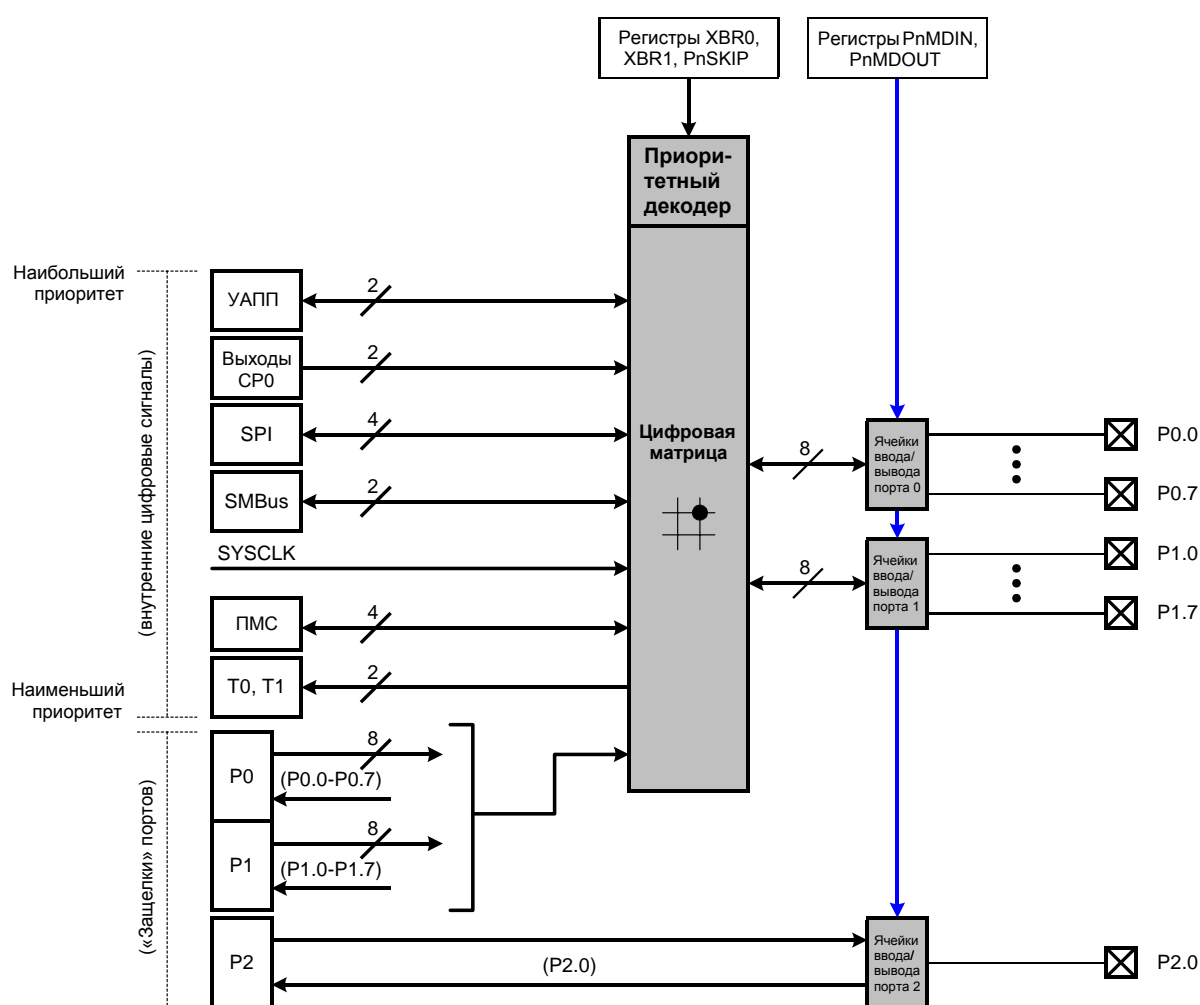 Регистры XBR0,
XBR1, PnSKIP
Регистры PnMDIN,
PnMDOUT
Приори-
тетный
декодер
Наибольший
приоритет
(внутренние цифровые сигналы)
Наименьший
приоритет
(«Защелки» портов)
УАПП
2
Выходы
CP0
2
SPI
4
SMBus
2
SYSCLK
ПМС
4
T0, T1
2
P0
8
(P0.0-P0.7)
P1
8
(P1.0-P1.7)
P2
(P2.0)
Цифровая
матрица
8
8
Ячейки
ввода/
вывода
порта 0
P0.0
P0.7
Ячейки
ввода/
вывода
порта 1
P1.0
P1.7
Ячейки
ввода/
вывода
порта 2
P2.0